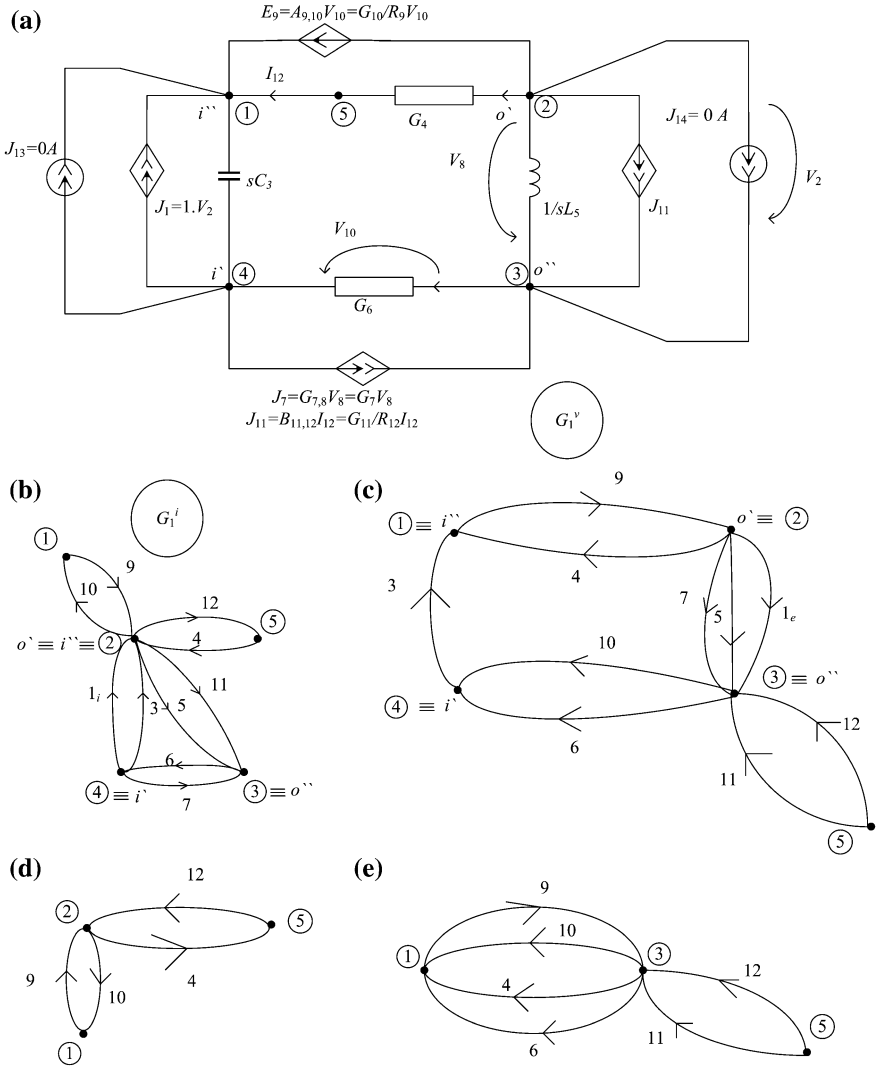 (a)
E₉=A₉,₁₀V₁₀=G₁₀/R₉V₁₀
I₁₂
i`` ① ⑤ G₄ o` ②
J₁₃=0A
J₁₄= 0 A
V₈
V₂
sC₃
J₁=1.V₂
1/sL₅
J₁₁
V₁₀
i` ④ ③ o``
G₆
J₇=G₇,₈V₈=G₇V₈
J₁₁=B₁₁,₁₂I₁₂=G₁₁/R₁₂I₁₂
G₁ᵛ
(b)
G₁ⁱ
①
9
10
12
⑤
o` ≡ i``≡ ②
4
1ᵢ
3
5
11
6
④ ≡ i`
7
③ ≡ o``
(c)
9
① ≡ i``
o` ≡ ②
4
3
7
5
1ₑ
10
③ ≡ o``
④ ≡ i`
6
12
11
⑤
(d)
12
②
⑤
9
10
4
①
(e)
9
10
①
③
4
12
6
11
⑤